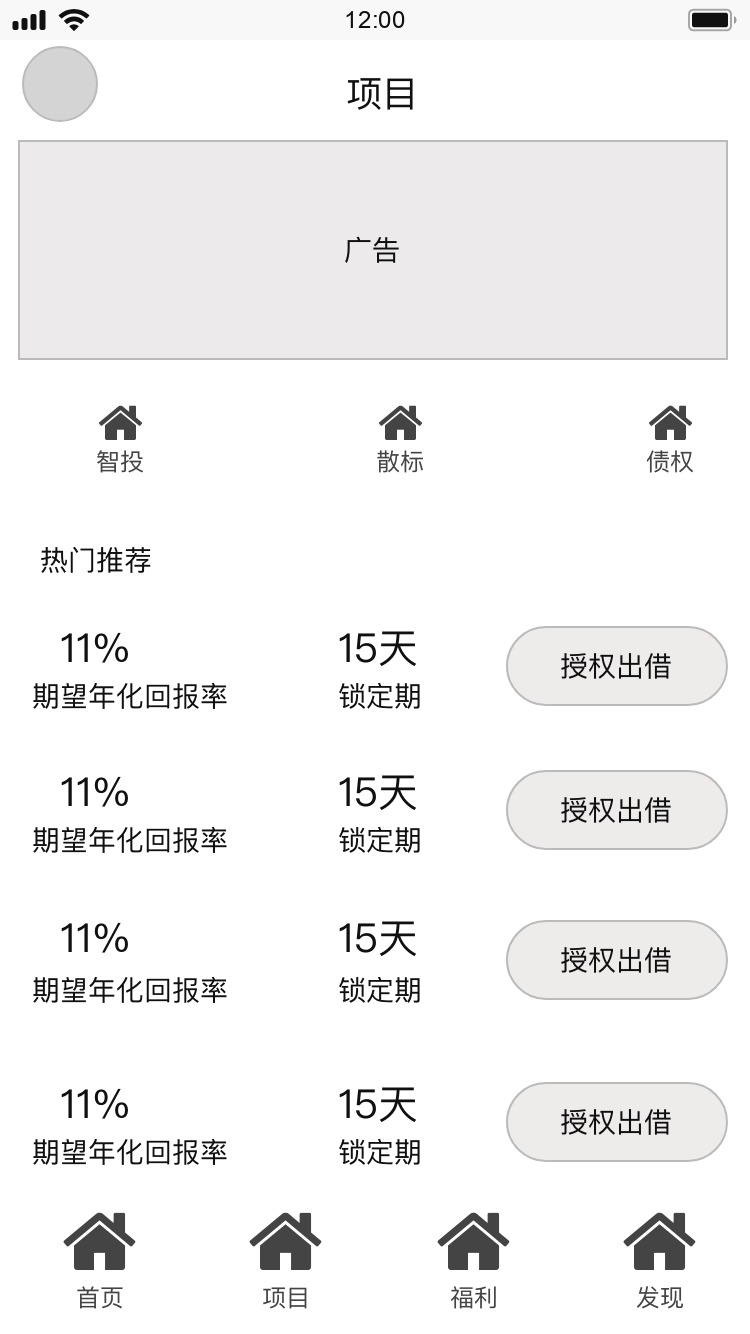 12:00
项目
广告
智投
散标
债权
热门推荐
11%
15天
授权出借
期望年化回报率
锁定期
11%
15天
授权出借
期望年化回报率
锁定期
11%
15天
授权出借
期望年化回报率
锁定期
11%
15天
授权出借
期望年化回报率
锁定期
首页
项目
福利
发现